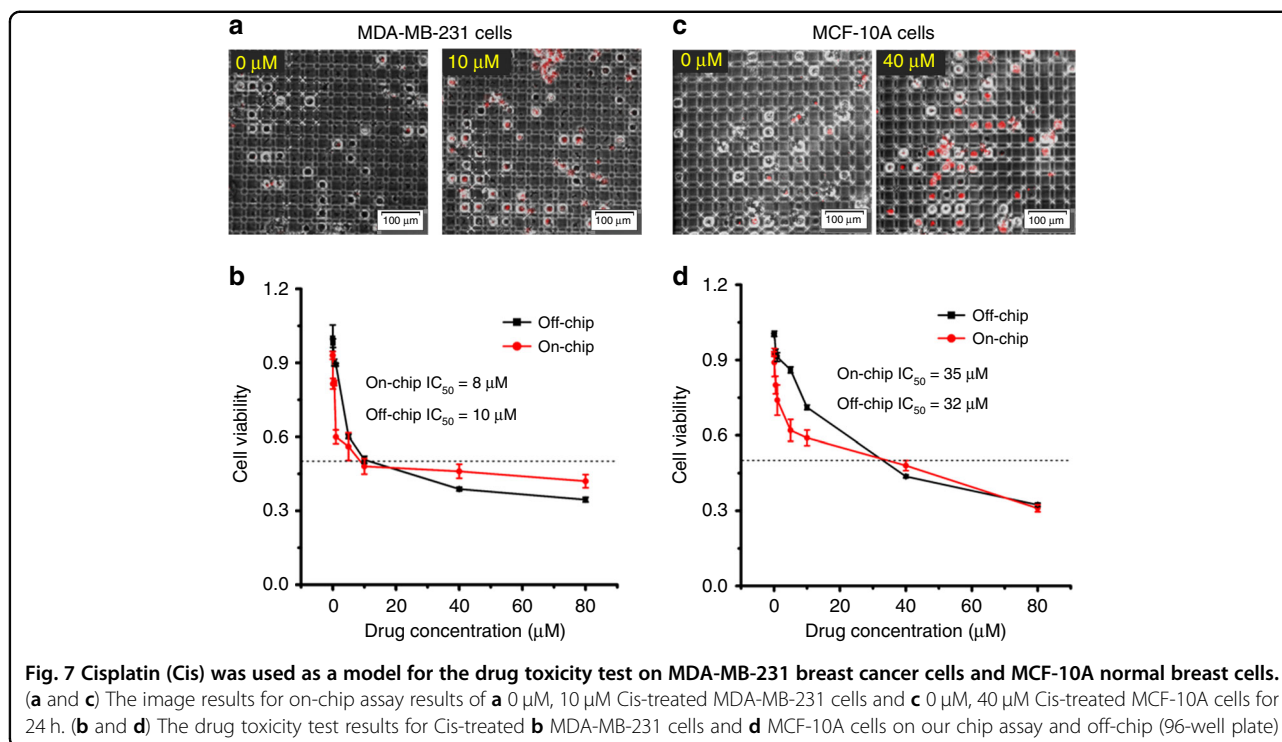 a
MDA-MB-231 cells
0 μM
10 μM
100 μm
100 μm
c
MCF-10A cells
0 μM
40 μM
100 μm
100 μm
b
1.2
0.9
0.6
0.3
0.0
Cell viability
Off-chip
On-chip
On-chip IC50 = 8 μM
Off-chip IC50 = 10 μM
0 20 40 60 80
Drug concentration (μM)
d
1.2
0.9
0.6
0.3
0.0
Cell viability
Off-chip
On-chip
On-chip IC50 = 35 μM
Off-chip IC50 = 32 μM
0 20 40 60 80
Drug concentration (μM)
Fig. 7 Cisplatin (Cis) was used as a model for the drug toxicity test on MDA-MB-231 breast cancer cells and MCF-10A normal breast cells.
(a and c) The image results for on-chip assay results of a 0 μM, 10 μM Cis-treated MDA-MB-231 cells and c 0 μM, 40 μM Cis-treated MCF-10A cells for
24 h. (b and d) The drug toxicity test results for Cis-treated b MDA-MB-231 cells and d MCF-10A cells on our chip assay and off-chip (96-well plate)